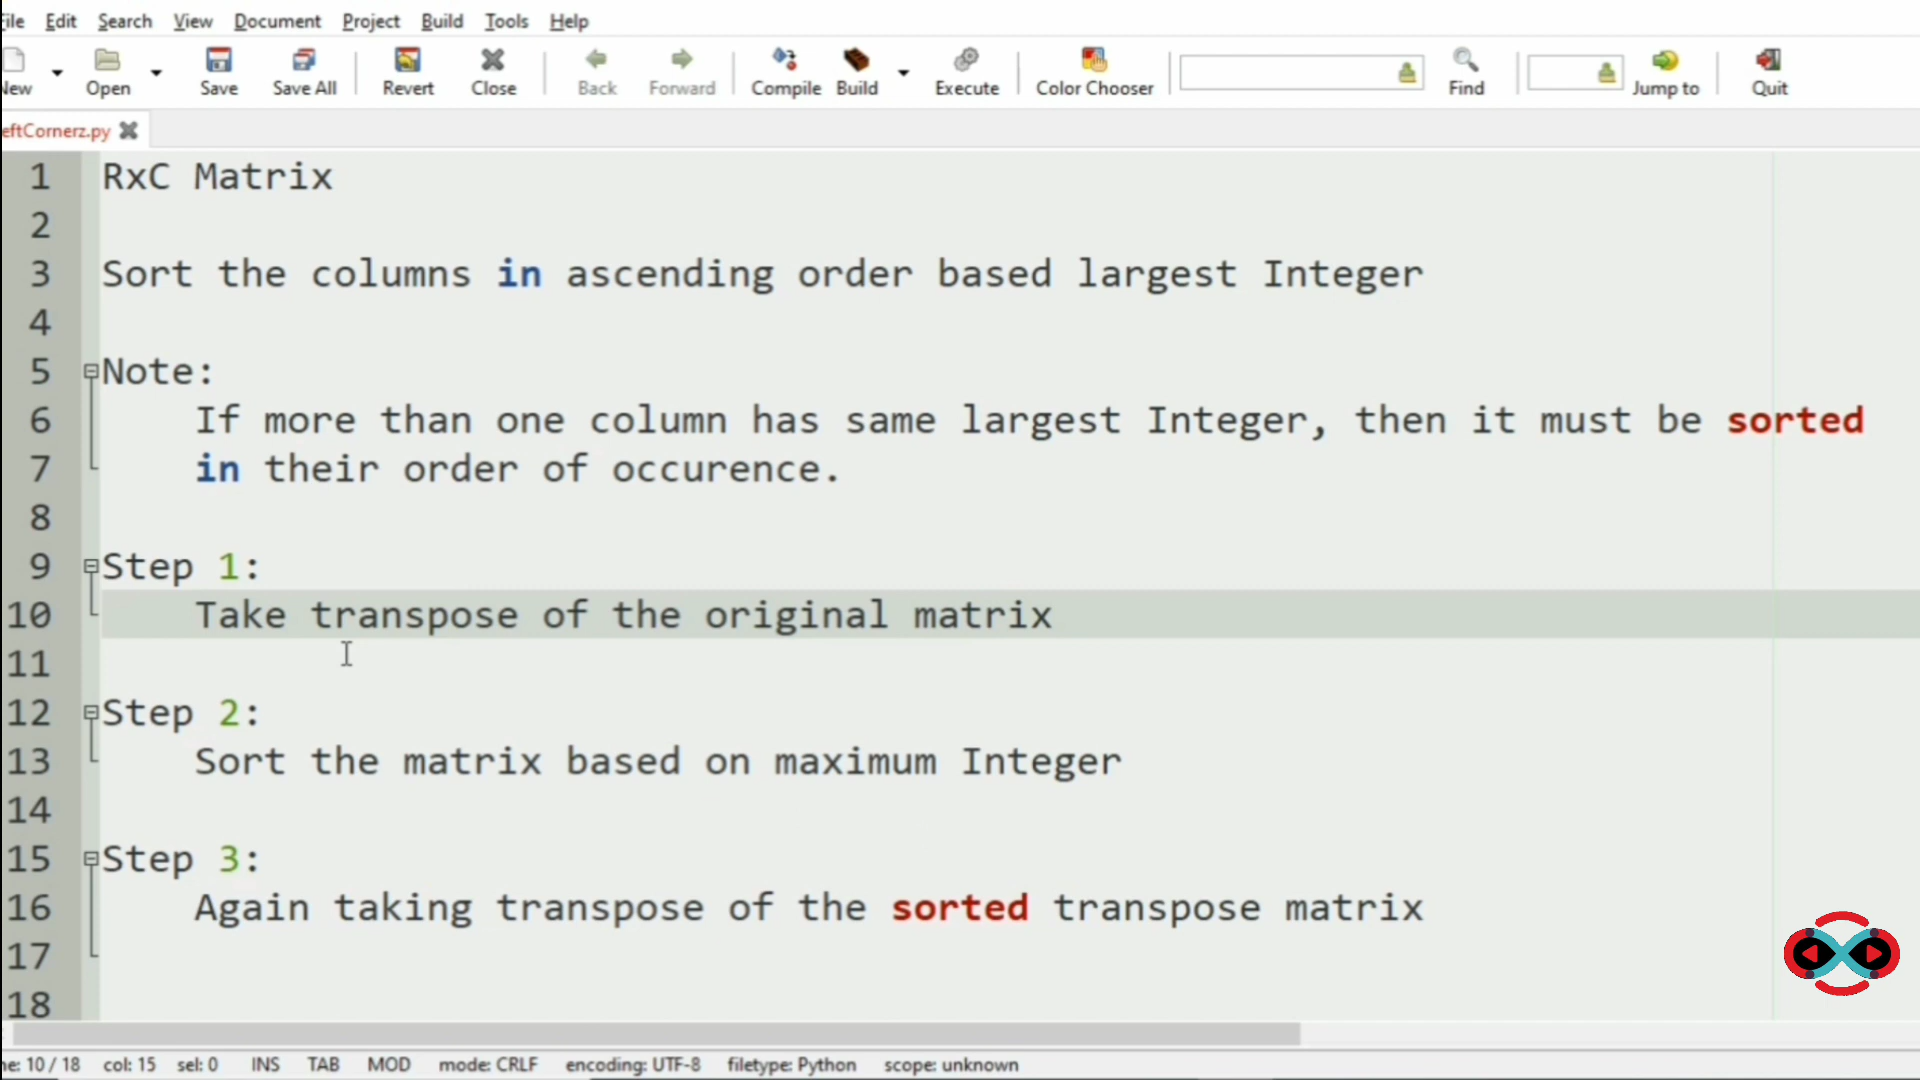 ile Edit Search View Document Project Build Tools Help
New Open Save Save All Revert Close Back Forward Compile Build Execute Color Chooser Find Jump to Quit
eftCornerz.py
1 RxC Matrix
2
3 Sort the columns in ascending order based largest Integer
4
5 Note:
6 If more than one column has same largest Integer, then it must be sorted
7 in their order of occurence.
8
9 Step 1:
10 Take transpose of the original matrix
11
12 Step 2:
13 Sort the matrix based on maximum Integer
14
15 Step 3:
16 Again taking transpose of the sorted transpose matrix
17
18
ne: 10 / 18 col: 15 sel: 0 INS TAB MOD mode: CRLF encoding: UTF-8 filetype: Python scope: unknown